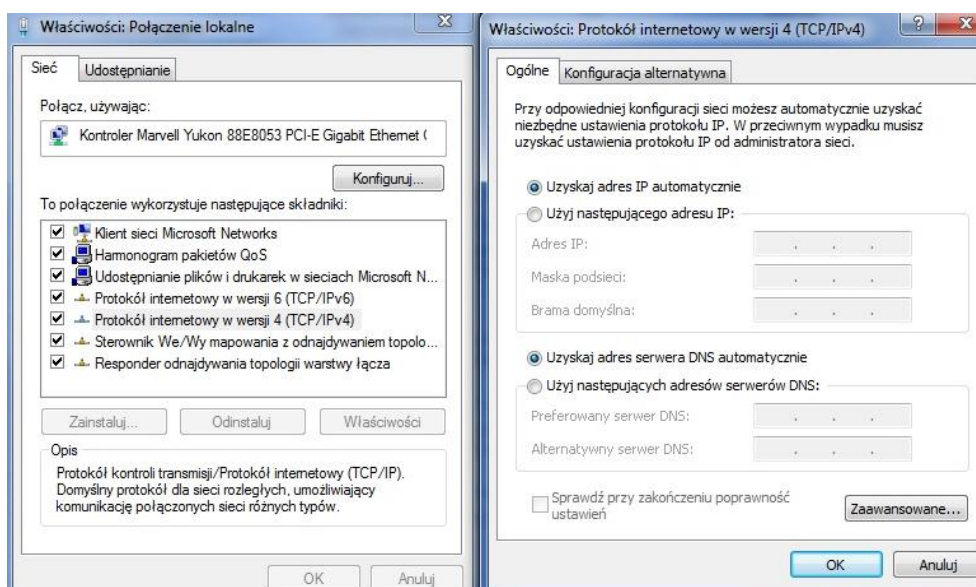 Właściwości: Połączenie lokalne
Sieć
Udostępnianie
Połącz, używając:
Kontroler Marvell Yukon 88E8053 PCI-E Gigabit Ethernet (
Konfiguruj...
To połączenie wykorzystuje następujące składniki:
Klient sieci Microsoft Networks
Harmonogram pakietów QoS
Udostępnianie plików i drukarek w sieciach Microsoft N...
Protokół internetowy w wersji 6 (TCP/IPv6)
Protokół internetowy w wersji 4 (TCP/IPv4)
Sterownik We/Wy mapowania z odnajdywaniem topolo...
Responder odnajdywania topologii warstwy łącza
Zainstaluj...
Odinstaluj
Właściwości
Opis
Protokół kontroli transmisji/Protokół internetowy (TCP/IP).
Domyślny protokół dla sieci rozległych, umożliwiający
komunikację połączonych sieci różnych typów.
OK
Anuluj
Właściwości: Protokół internetowy w wersji 4 (TCP/IPv4)
Ogólne
Konfiguracja alternatywna
Przy odpowiedniej konfiguracji sieci możesz automatycznie uzyskać
niezbędne ustawienia protokołu IP. W przeciwnym wypadku musisz
uzyskać ustawienia protokołu IP od administratora sieci.
Uzyskaj adres IP automatycznie
Użyj następującego adresu IP:
Adres IP:
Maska podsieci:
Brama domyślna:
Uzyskaj adres serwera DNS automatycznie
Użyj następujących adresów serwerów DNS:
Preferowany serwer DNS:
Alternatywny serwer DNS:
Sprawdź przy zakończeniu poprawność
ustawień
Zaawansowane...
OK
Anuluj